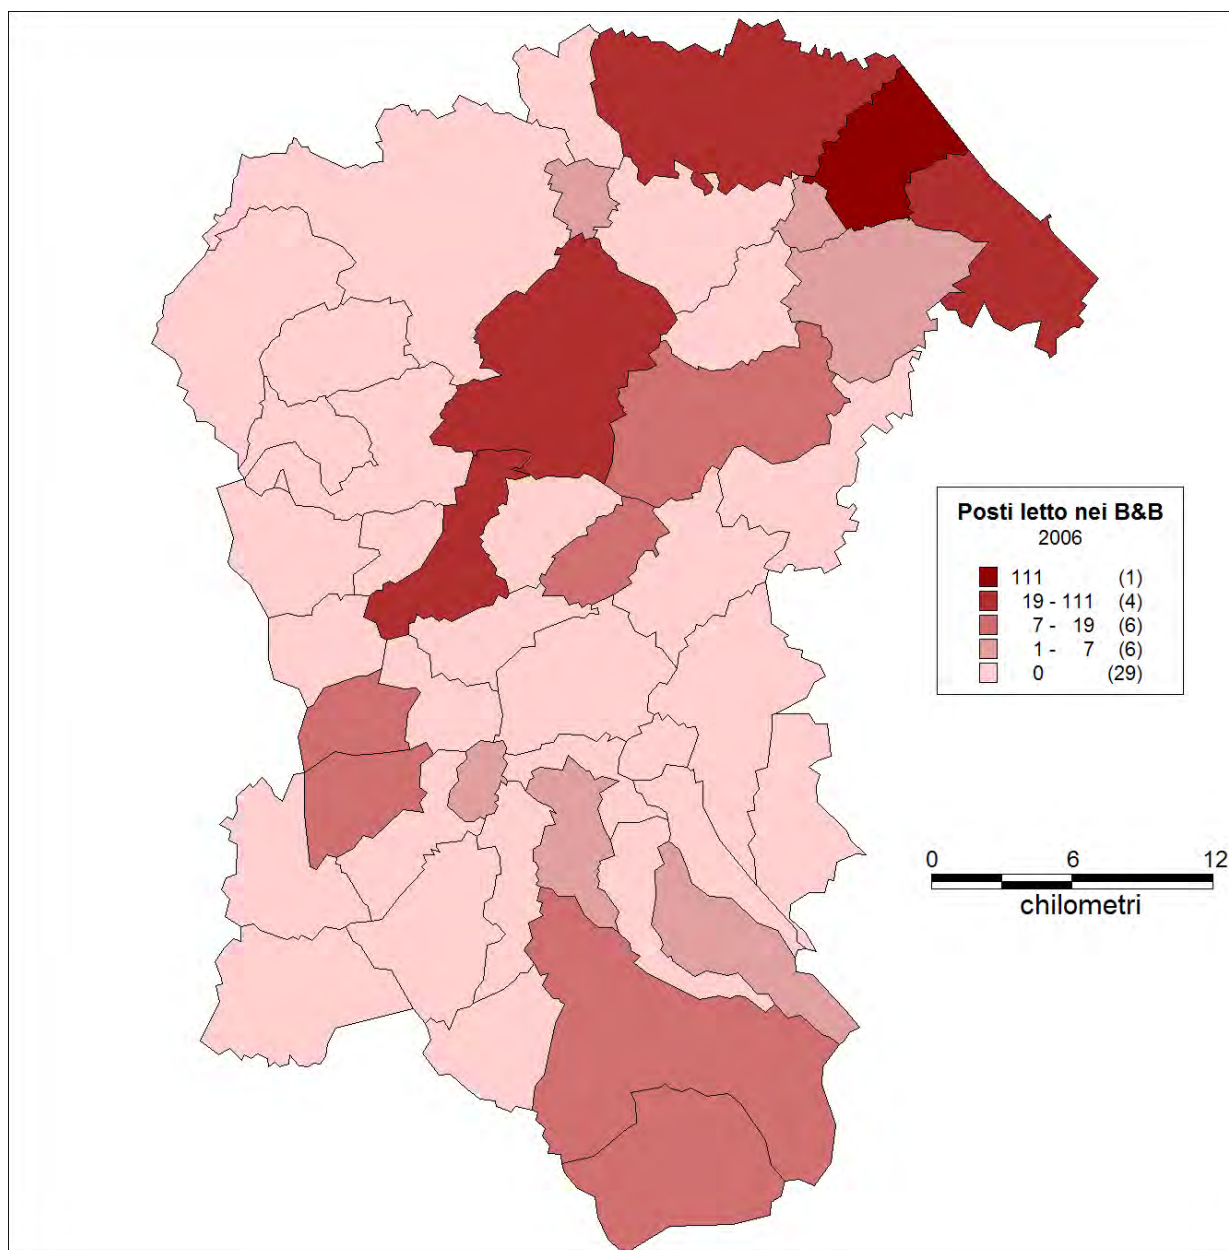 Posti letto nei B&B
2006
111 (1)
19 - 111 (4)
7 - 19 (6)
1 - 7 (6)
0 (29)
0 6 12
chilometri